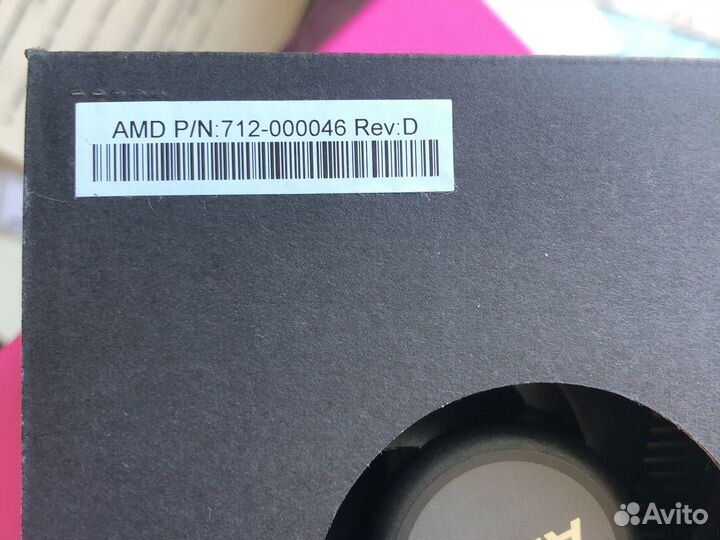 AMD P/N:712-000046 Rev:D
A
Avito